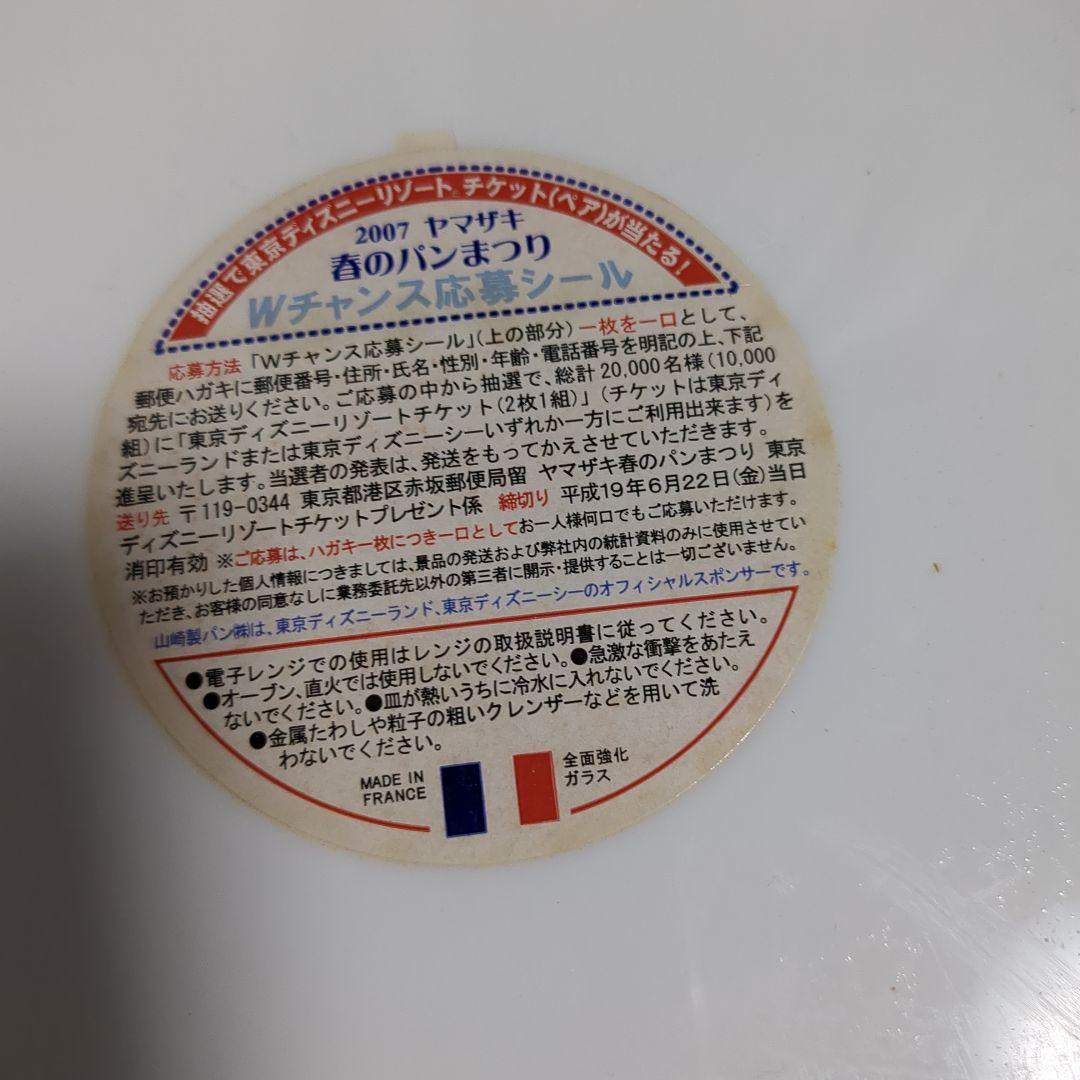 抽選で東京ディズニーリゾート®チケット(ペア)が当たる!
2007 ヤマザキ
春のパンまつり
Wチャンス応募シール
応募方法 「Wチャンス応募シール」(上の部分)一枚を一口として、
郵便ハガキに郵便番号・住所・氏名・性別・年齢・電話番号を明記の上、下記
宛先にお送りください。ご応募の中から抽選で、総計20,000名様(10,000
組)に「東京ディズニーリゾートチケット(2枚1組)」(チケットは東京ディ
ズニーランドまたは東京ディズニーシーいずれか一方にご利用出来ます)を
進呈いたします。当選者の発表は、発送をもってかえさせていただきます。
送り先 〒119-0344 東京都港区赤坂郵便局留 ヤマザキ春のパンまつり 東京
ディズニーリゾートチケットプレゼント係 締切り 平成19年6月22日(金)当日
消印有効 ※ご応募は、ハガキ一枚につき一口としてお一人様何口でもご応募いただけます。
※お預かりした個人情報につきましては、景品の発送および弊社内の統計資料のみに使用させてい
ただき、お客様の同意なしに業務委託先以外の第三者に開示・提供することは一切ございません。
山崎製パン㈱は、東京ディズニーランド、東京ディズニーシーのオフィシャルスポンサーです。
●電子レンジでの使用はレンジの取扱説明書に従ってください。
●オーブン、直火では使用しないでください。●急激な衝撃をあたえ
ないでください。●皿が熱いうちに冷水に入れないでください。
●金属たわしや粒子の粗いクレンザーなどを用いて洗
わないでください。
MADE IN
FRANCE
全面強化
ガラス